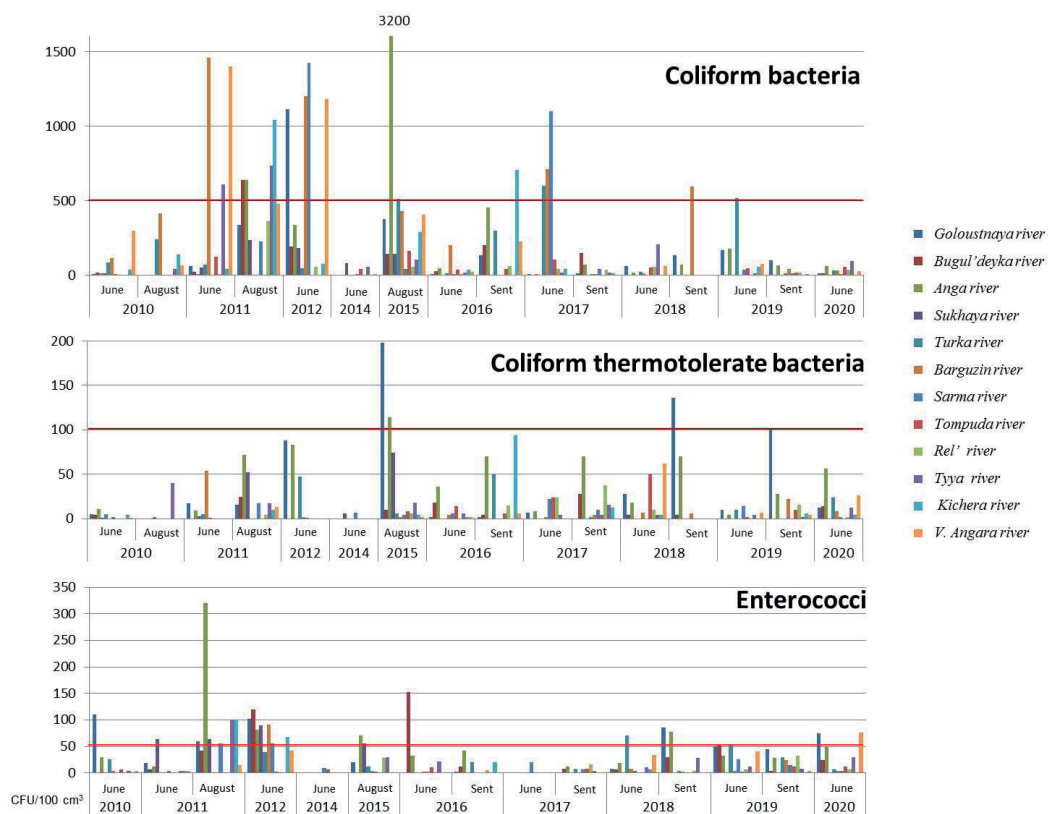 3200
Coliform bacteria
1500
1000
500
0
June August June August June June August June Sent June Sent June Sent June Sent June
2010 2011 2012 2014 2015 2016 2017 2018 2019 2020
Coliform thermotolerate bacteria
200
150
100
50
0
June August June August June June August June Sent June Sent June Sent June Sent June
2010 2011 2012 2014 2015 2016 2017 2018 2019 2020
Enterococci
350
300
250
200
150
100
50
0
CFU/100 cm³
June June August June June August June Sent June Sent June Sent June Sent June
2010 2011 2012 2014 2015 2016 2017 2018 2019 2020
Goloustnaya river
Bugul'deyka river
Anga river
Sukhaya river
Turka river
Barguzin river
Sarma river
Tompuda river
Rel' river
Tyya river
Kichera river
V. Angara river